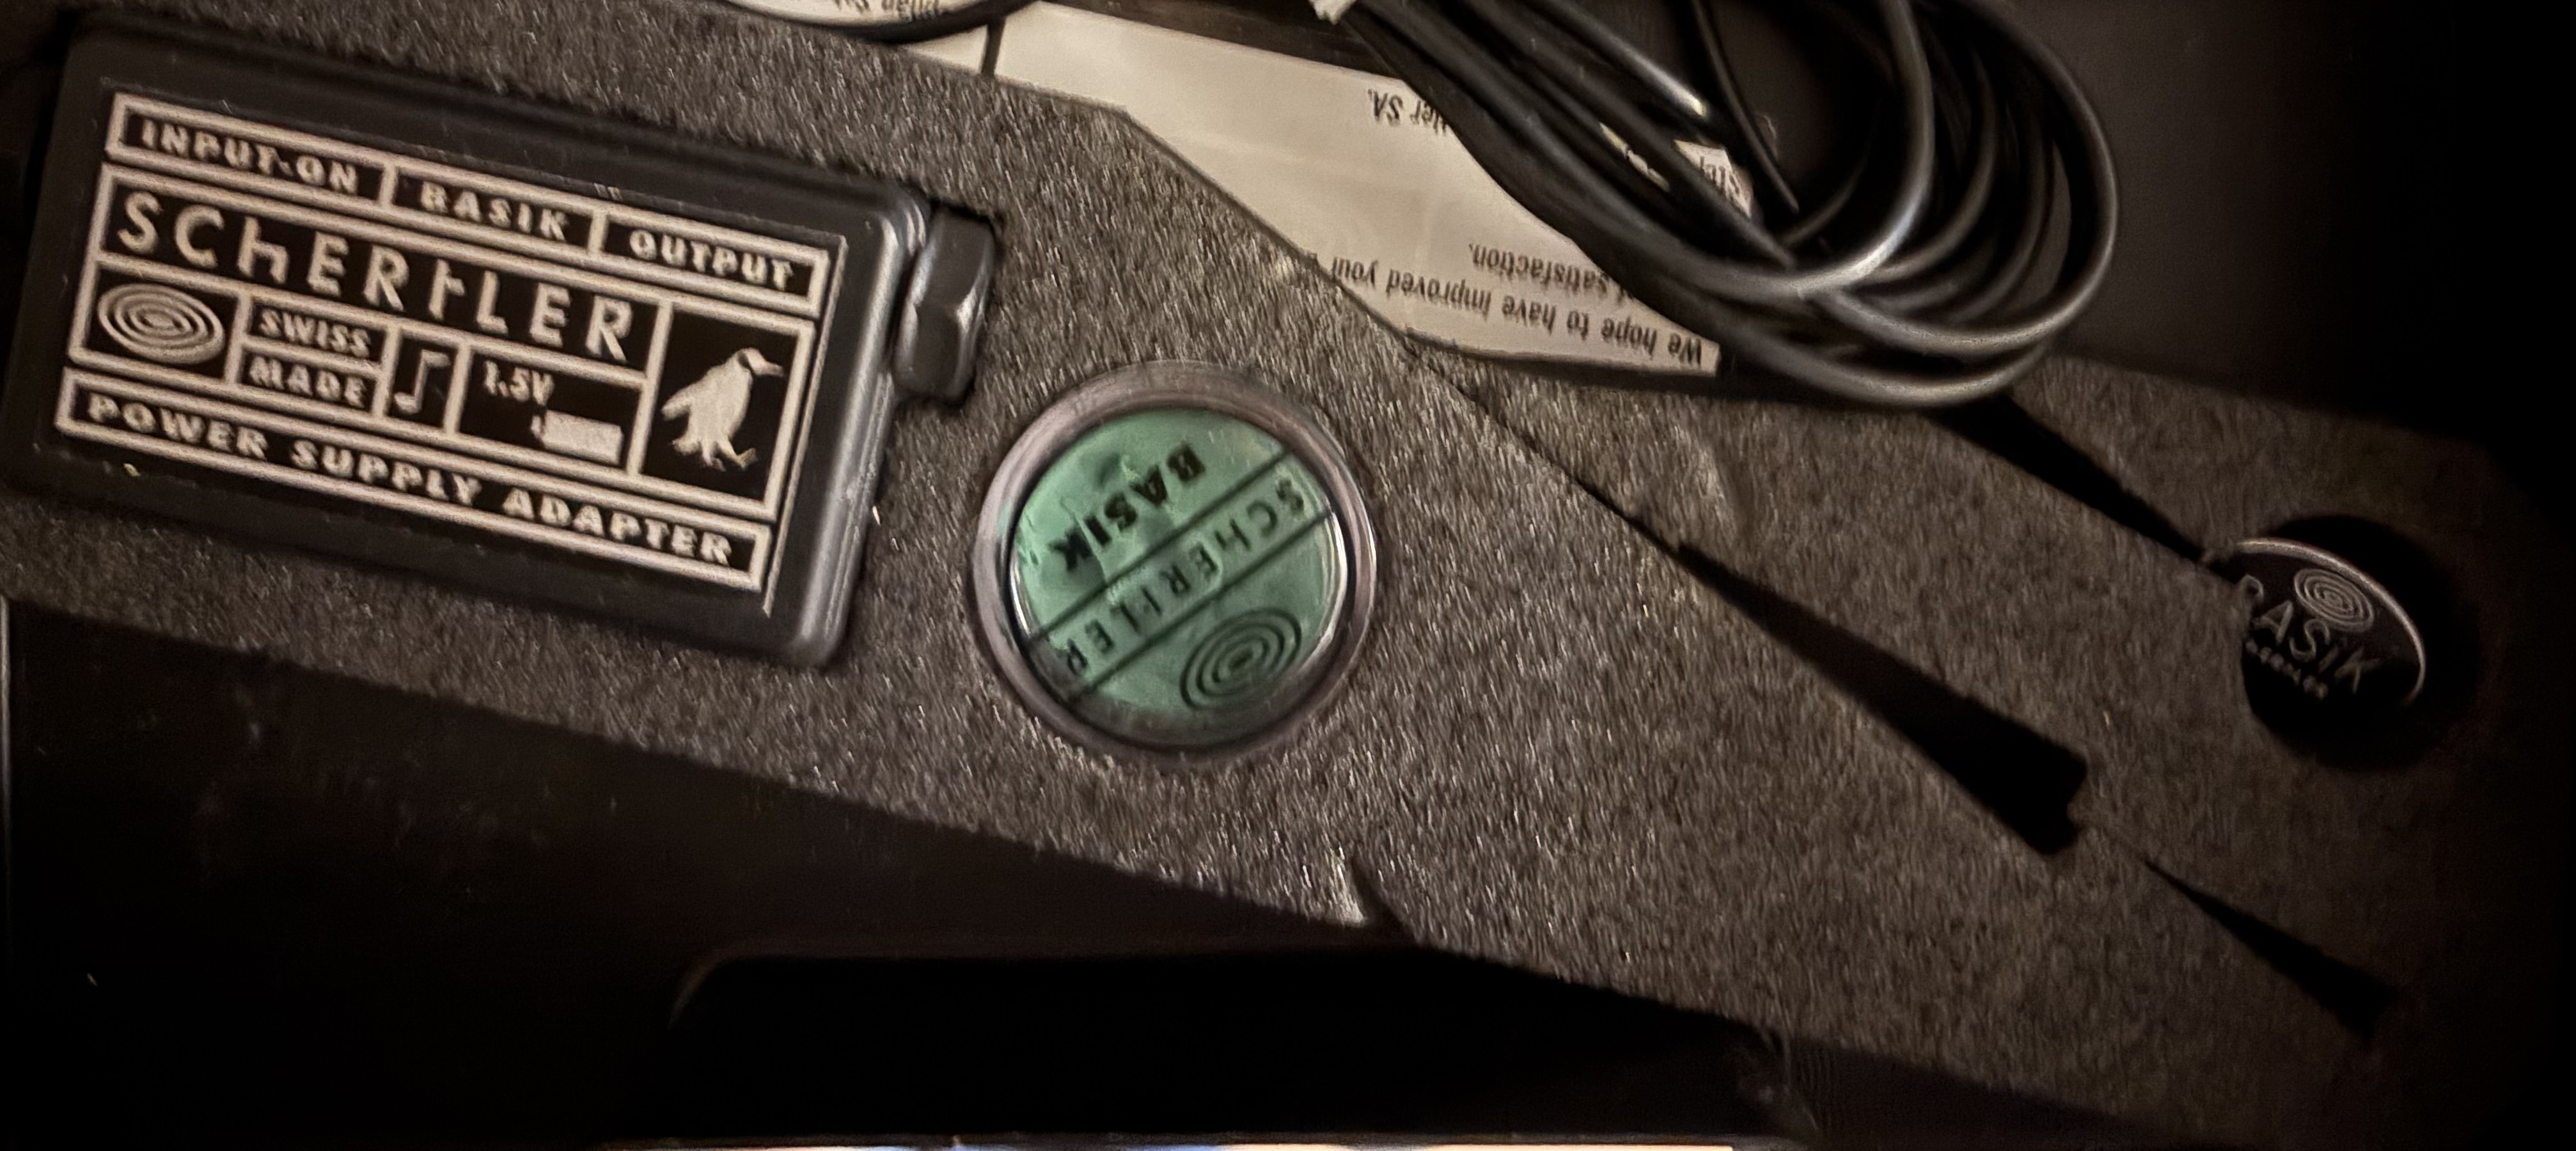 INPUT-ON BASIK OUTPUT
SCHERTLER
SWISS
MADE
1.5V
POWER SUPPLY ADAPTER
BASIK
SCHERTLER
We hope to have improved your
satisfaction.
SA.
BASIK